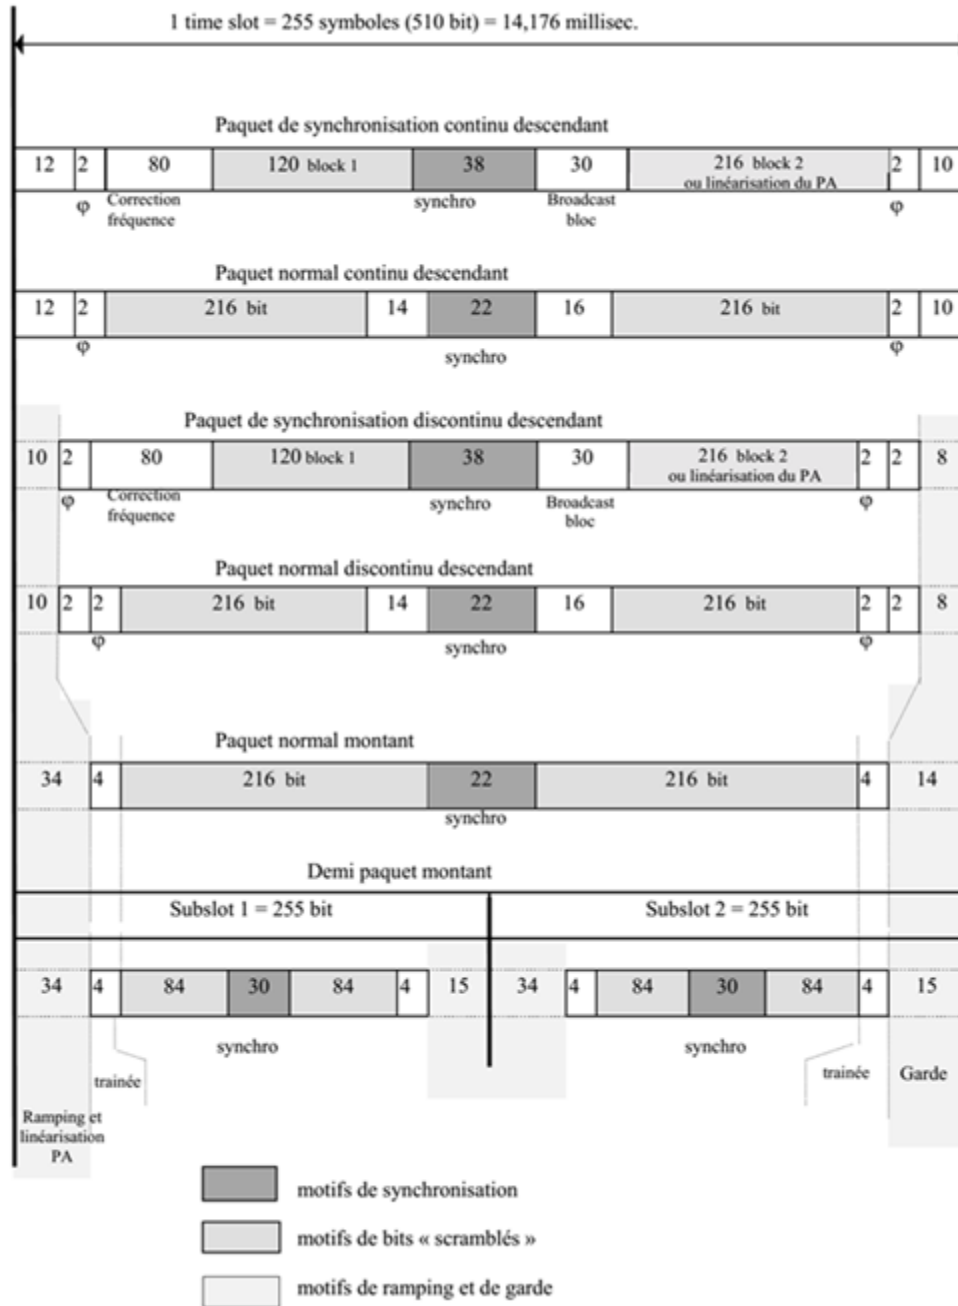 1 time slot = 255 symboles (510 bit) = 14,176 millisec.
Paquet de synchronisation continu descendant
12 2 80 120 block 1 38 30 216 block 2 2 10
ou linéarisation du PA
φ Correction synchro Broadcast φ
fréquence bloc
Paquet normal continu descendant
12 2 216 bit 14 22 16 216 bit 2 10
φ synchro φ
Paquet de synchronisation discontinu descendant
10 2 80 120 block 1 38 30 216 block 2 2 2 8
ou linéarisation du PA
φ Correction synchro Broadcast φ
fréquence bloc
Paquet normal discontinu descendant
10 2 2 216 bit 14 22 16 216 bit 2 2 8
φ synchro φ
Paquet normal montant
34 4 216 bit 22 216 bit 4 14
synchro
Demi paquet montant
Subslot 1 = 255 bit Subslot 2 = 255 bit
34 4 84 30 84 4 15 34 4 84 30 84 4 15
synchro synchro
trainée trainée Garde
Ramping et
linéarisation
PA
motifs de synchronisation
motifs de bits « scramblés »
motifs de ramping et de garde